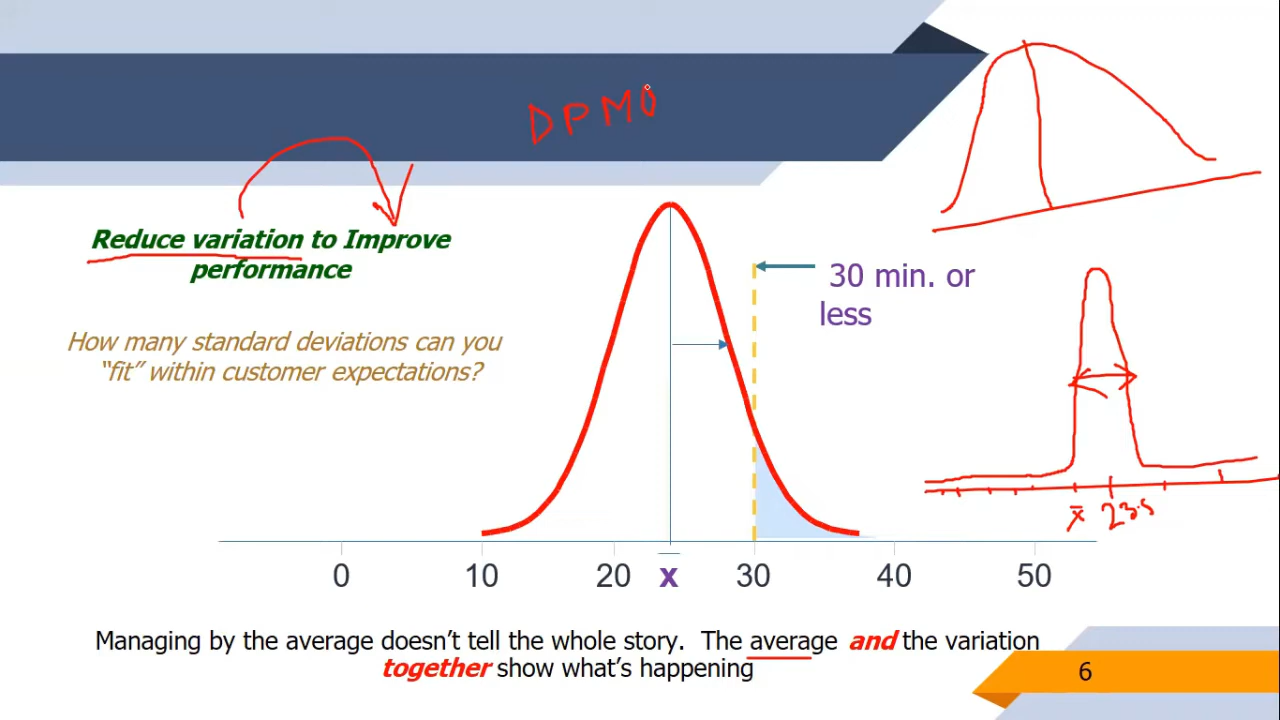 DPMO
Reduce variation to Improve
performance
30 min. or
less
How many standard deviations can you
“fit” within customer expectations?
x̄ 23.5
0 10 20 x̄ 30 40 50
Managing by the average doesn’t tell the whole story. The average and the variation
together show what’s happening
6